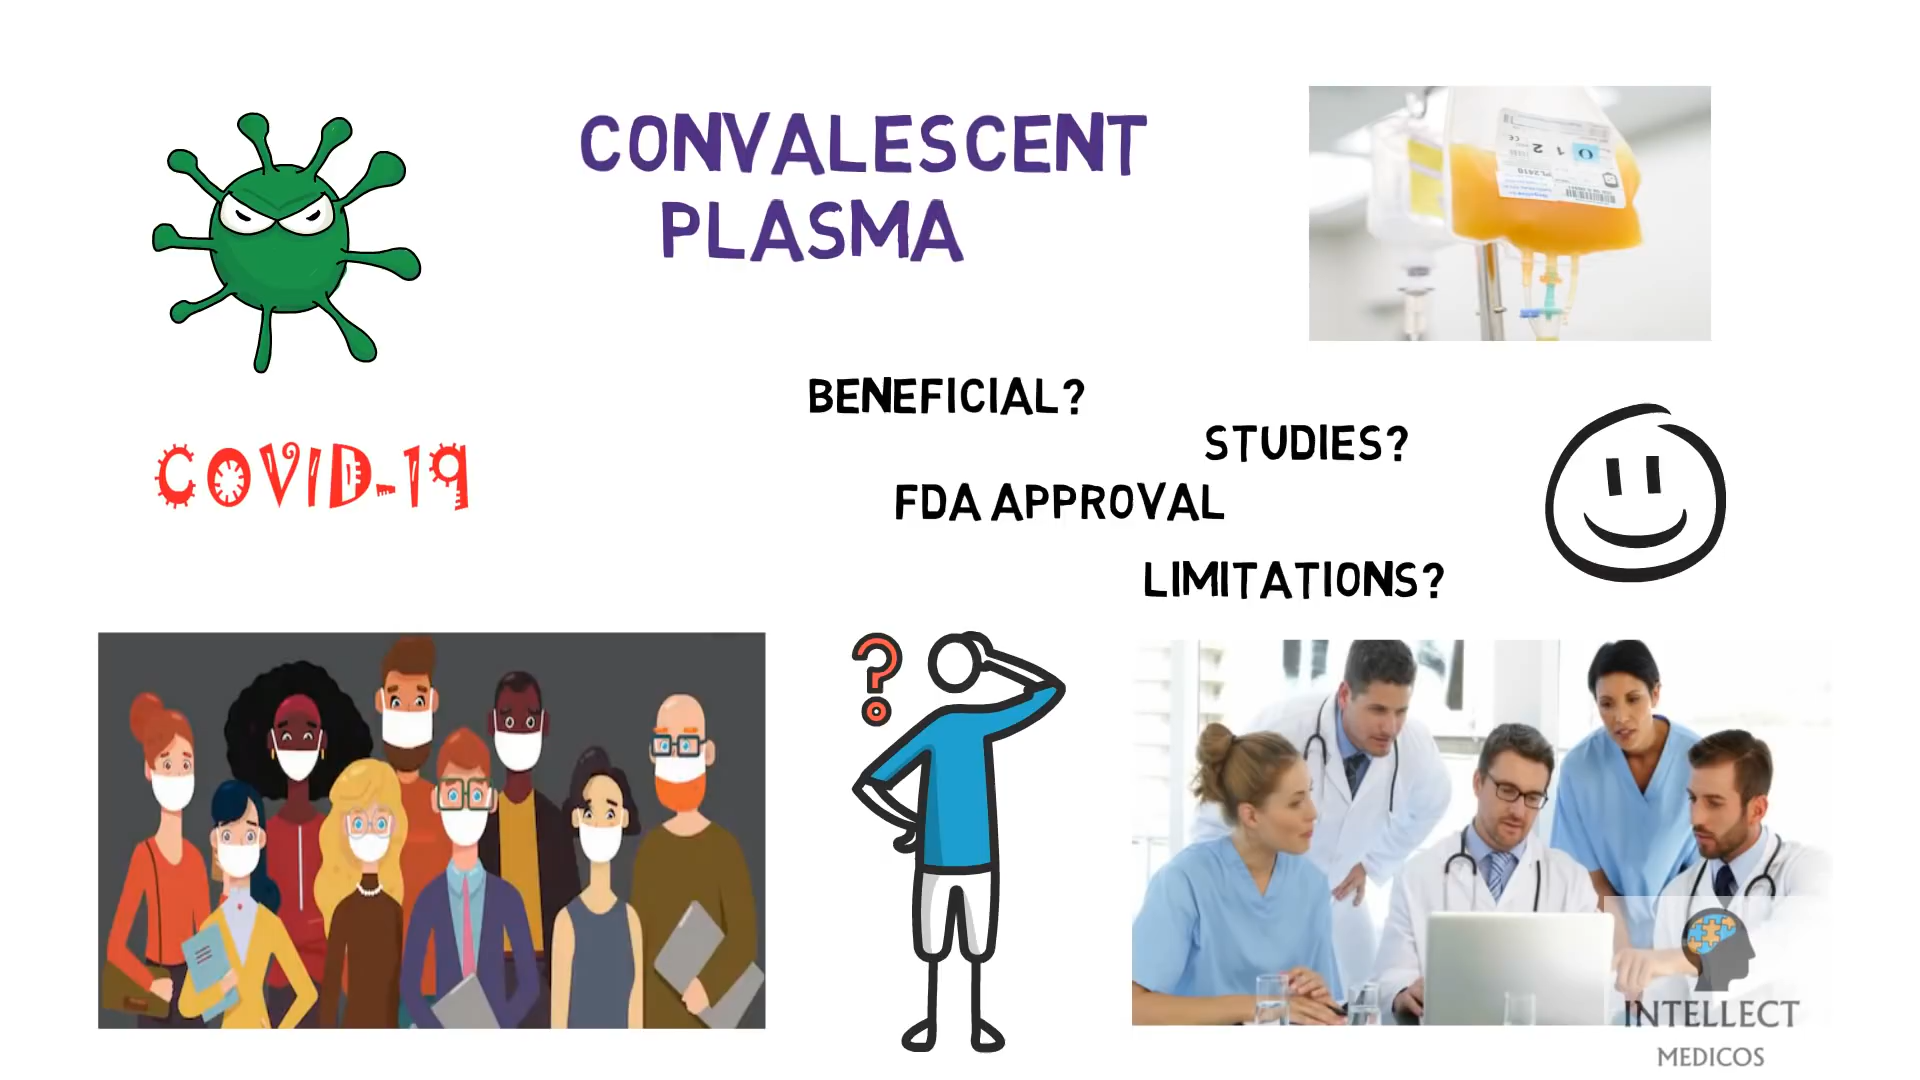 CONVALESCENT
PLASMA
BENEFICIAL?
STUDIES?
COVID-19
FDA APPROVAL
LIMITATIONS?
INTELLECT
MEDICOS